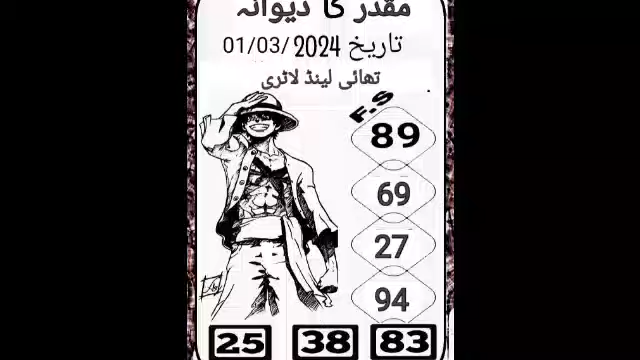 مقدر کا دیوانہ
تاریخ 01/03/2024
تھائی لینڈ لاٹری
F.S
89
69
27
94
25 38 83